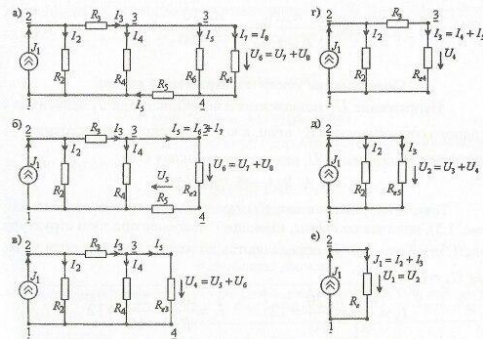 а)
2 R₃ I₃ 3 3
I₂ I₄ I₅ I₇ = I₈
J₁ R₂ R₄ R₆ Rэ₁ U₆ = U₇ + U₈
R₅
1 I₅ 4
б)
2 R₃ I₃ 3 I₅ = I₆ + I₇
I₂ I₄
J₁ R₂ R₄ U₅ Rэ₂ U₆ = U₇ + U₈
1 R₅ 4
в)
2 R₃ I₃ 3 I₅
I₂ I₄
J₁ R₂ R₄ Rэ₃ U₄ = U₅ + U₆
1 4
г)
2 R₃ 3
I₂ I₃ = I₄ + I₅
J₁ R₂ Rэ₄ U₄
1
д)
2
I₂ I₃
J₁ R₂ Rэ₅ U₂ = U₃ + U₄
1
е)
2
J₁ = I₂ + I₃
J₁ Rэ U₁ = U₂
1